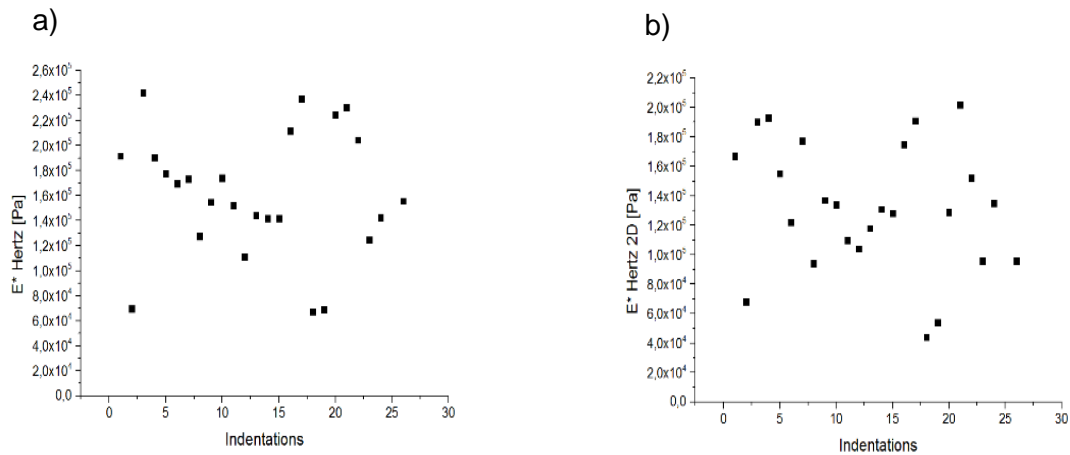 a)
2,6x10⁵
2,4x10⁵
2,2x10⁵
2,0x10⁵
1,8x10⁵
1,6x10⁵
1,4x10⁵
1,2x10⁵
1,0x10⁵
8,0x10⁴
6,0x10⁴
4,0x10⁴
2,0x10⁴
0,0
E* Hertz [Pa]
0 5 10 15 20 25 30
Indentations
b)
2,2x10⁵
2,0x10⁵
1,8x10⁵
1,6x10⁵
1,4x10⁵
1,2x10⁵
1,0x10⁵
8,0x10⁴
6,0x10⁴
4,0x10⁴
2,0x10⁴
0,0
E* Hertz 2D [Pa]
0 5 10 15 20 25 30
Indentations